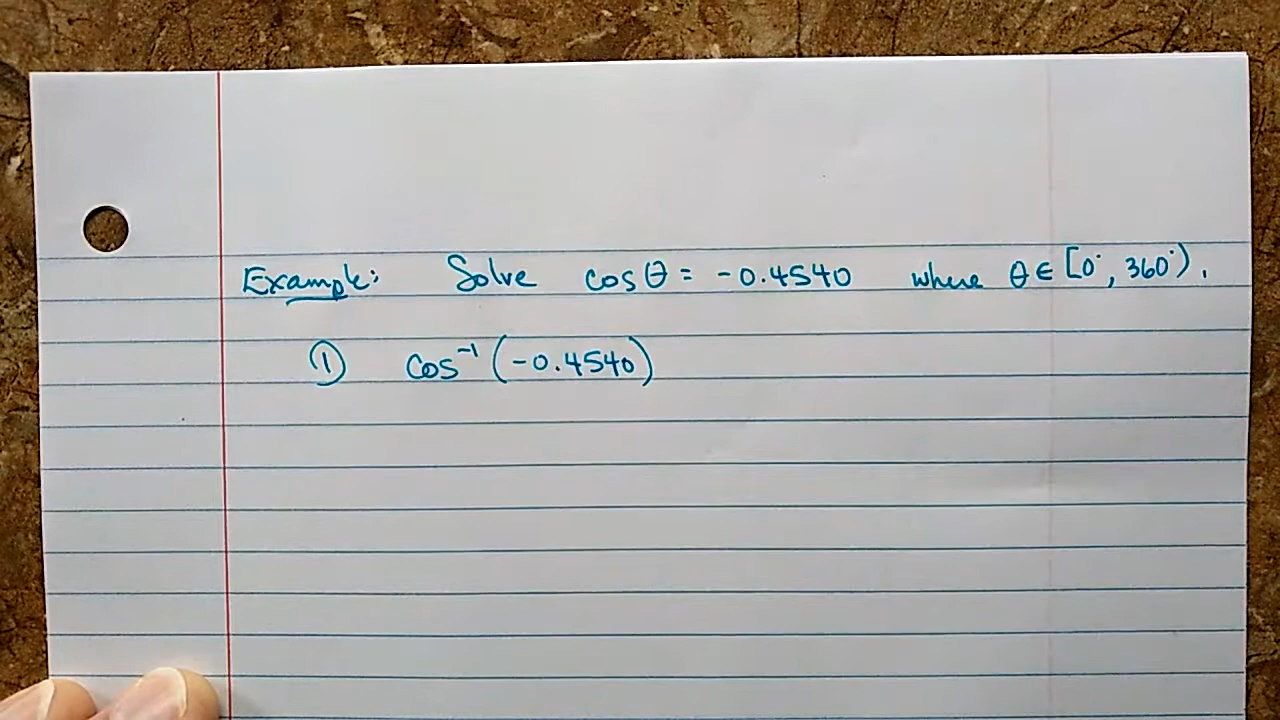 Example: Solve cos θ = -0.4540 where θ ∈ [0°, 360°).
① cos⁻¹(-0.4540)